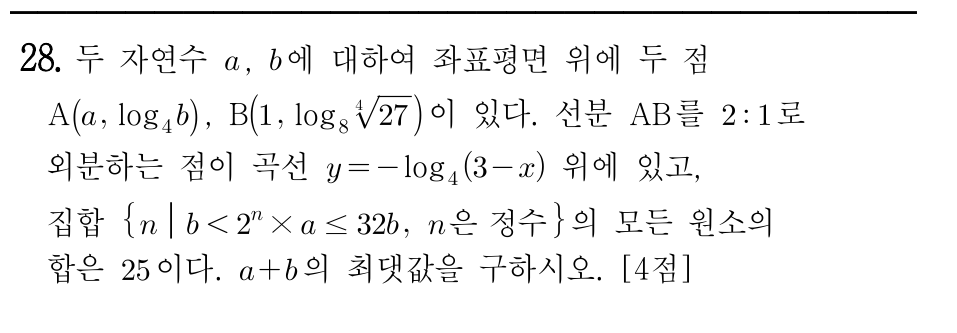 28. 두 자연수 a, b에 대하여 좌표평면 위에 두 점
A(a, log₄b), B(1, log₈∜27)이 있다. 선분 AB를 2:1로
외분하는 점이 곡선 y=−log₄(3−x) 위에 있고,
집합 {n | b<2ⁿ×a≤32b, n은 정수}의 모든 원소의
합은 25이다. a+b의 최댓값을 구하시오. [4점]